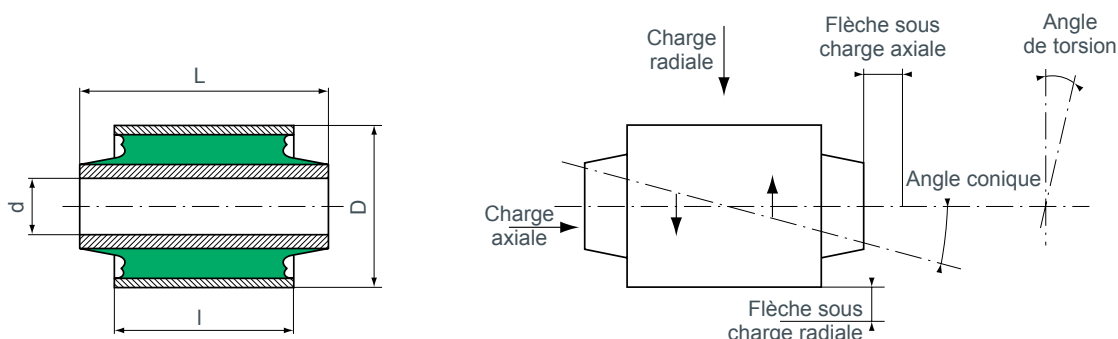 L
d
D
l
Charge
radiale
Flèche sous
charge axiale
Angle
de torsion
Angle conique
Charge
axiale
Flèche sous
charge radiale